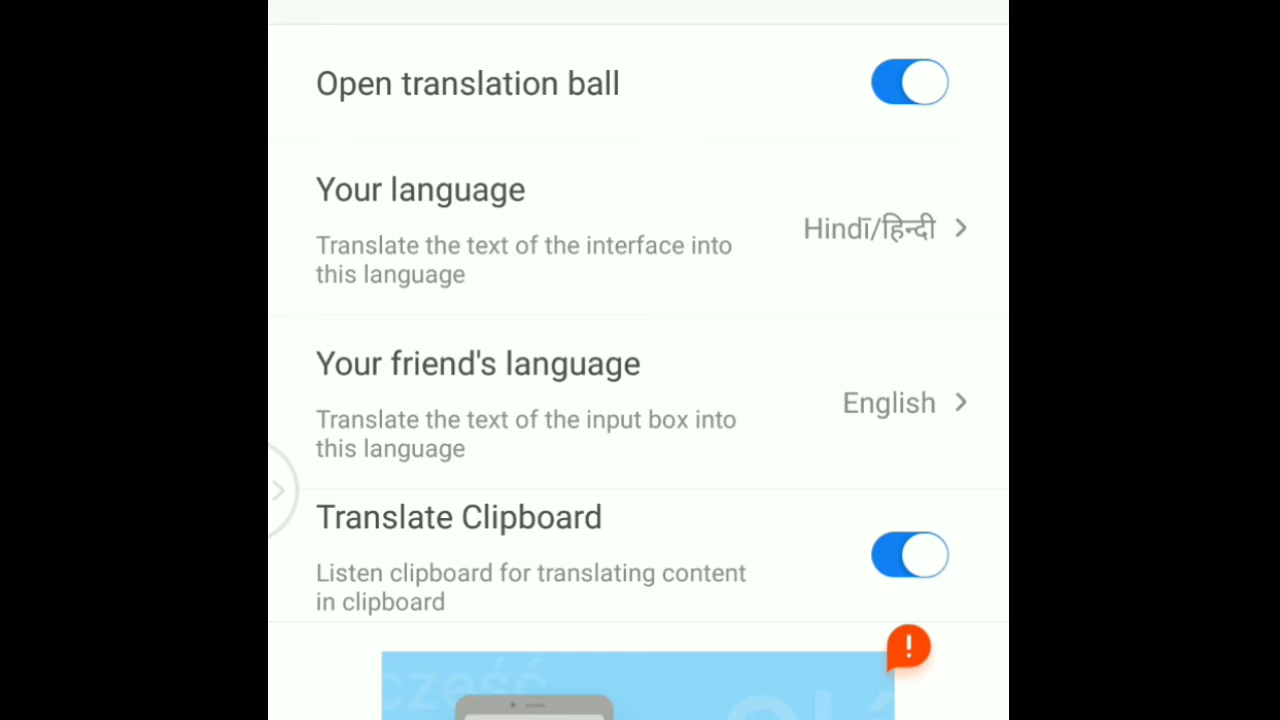 Open translation ball
Your language
Translate the text of the interface into
this language
Hindī/हिन्दी
Your friend's language
Translate the text of the input box into
this language
English
Translate Clipboard
Listen clipboard for translating content
in clipboard
!
cześć
Olá